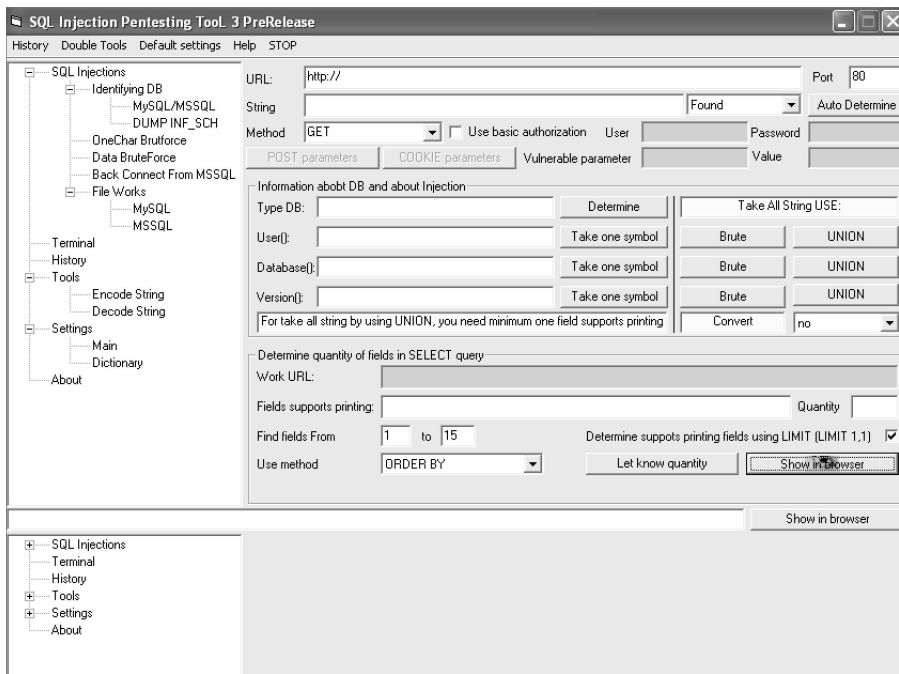 SQL Injection Pentesting TooL 3 PreRelease
History Double Tools Default settings Help STOP
SQL Injections
Identifying DB
MySQL/MSSQL
DUMP INF_SCH
OneChar Brutforce
Data BruteForce
Back Connect From MSSQL
File Works
MySQL
MSSQL
Terminal
History
Tools
Encode String
Decode String
Settings
Main
Dictionary
About
URL: http:// Port 80
String Found Auto Determine
Method GET Use basic authorization User Password
POST parameters COOKIE parameters Vulnerable parameter Value
Information abobt DB and about Injection
Type DB: Determine Take All String USE:
User(): Take one symbol Brute UNION
Database(): Take one symbol Brute UNION
Version(): Take one symbol Brute UNION
For take all string by using UNION, you need minimum one field supports printing Convert no
Determine quantity of fields in SELECT query
Work URL:
Fields supports printing: Quantity
Find fields From 1 to 15 Determine suppots printing fields using LIMIT (LIMIT 1,1)
Use method ORDER BY Let know quantity Show in browser
Show in browser
SQL Injections
Terminal
History
Tools
Settings
About